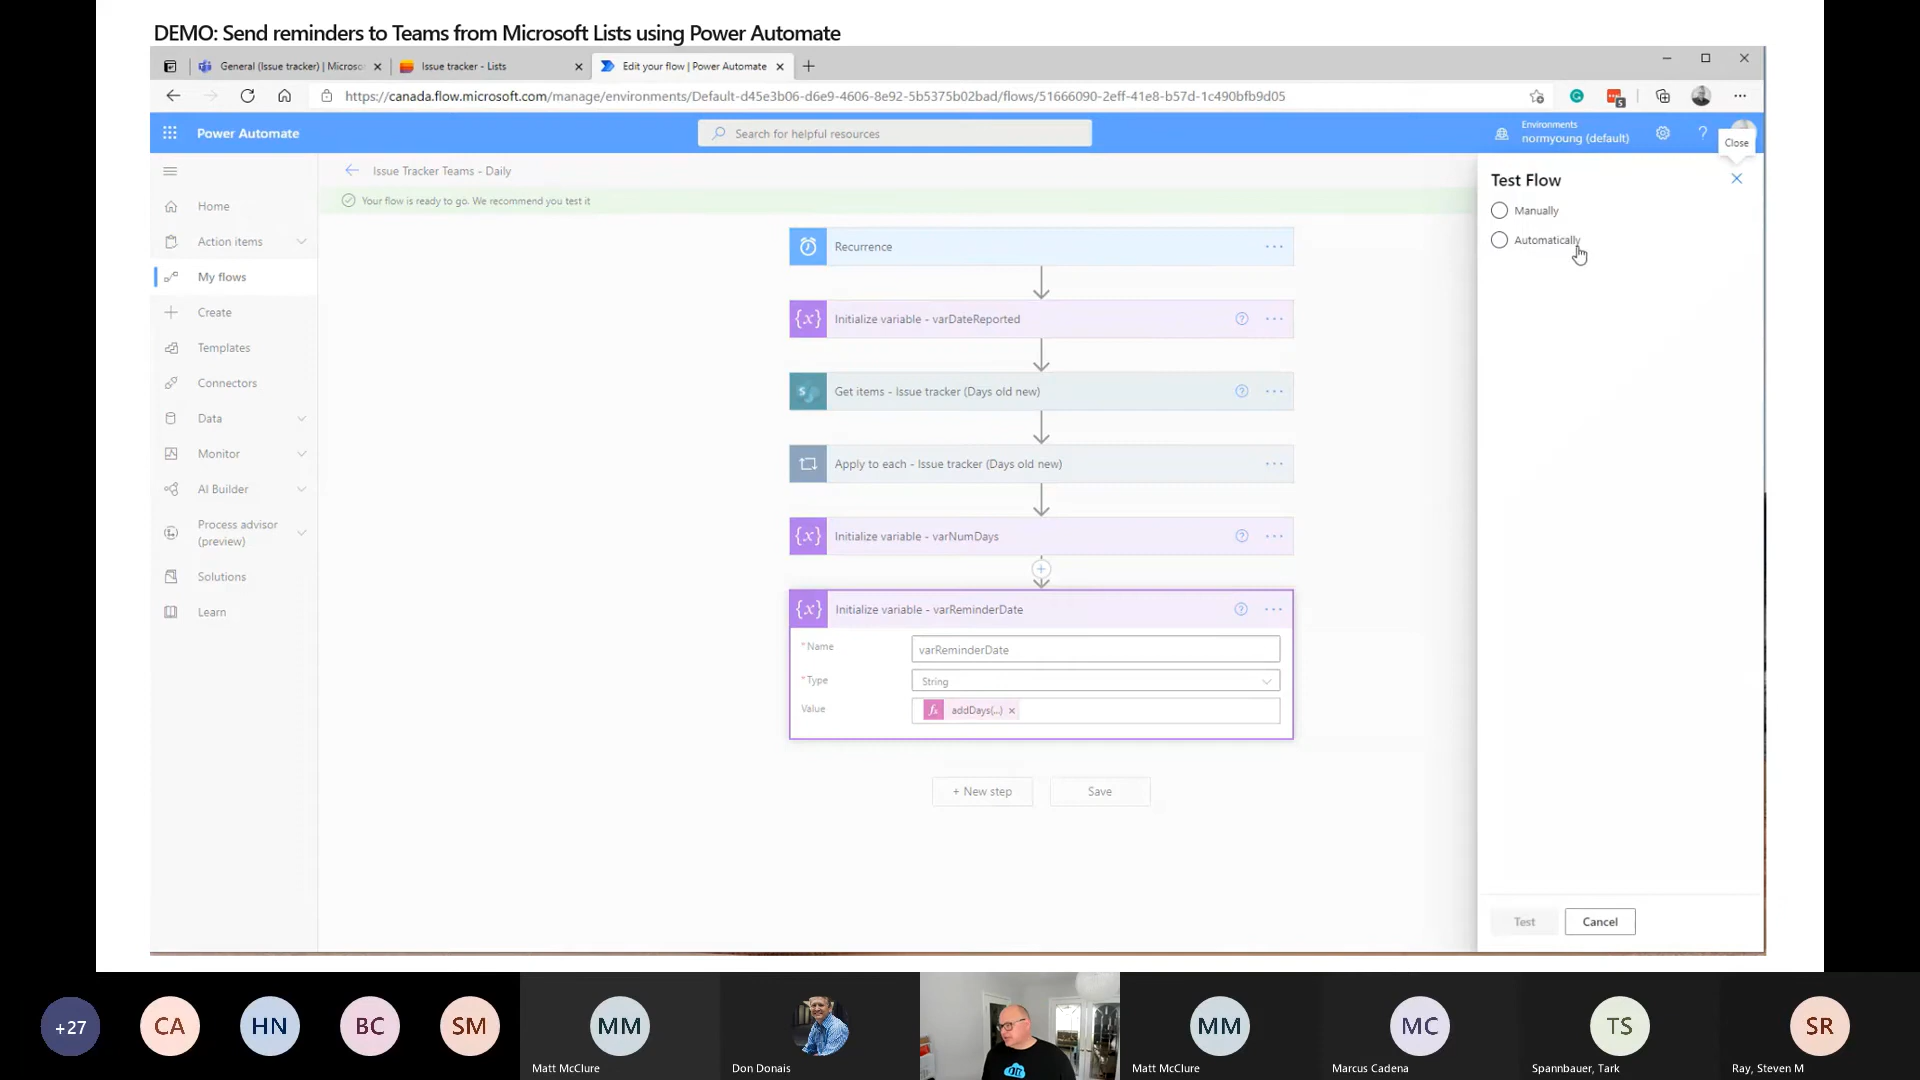 DEMO: Send reminders to Teams from Microsoft Lists using Power Automate
General (Issue tracker) | Microso
Issue tracker - Lists
Edit your flow | Power Automate
https://canada.flow.microsoft.com/manage/environments/Default-d45e3b06-d6e9-4606-8e92-5b5375b02bad/flows/51666090-2eff-41e8-b57d-1c490bfb9d05
Power Automate
Search for helpful resources
Environments
normyoung (default)
?
Close
Issue Tracker Teams - Daily
Your flow is ready to go. We recommend you test it
Home
Action items
My flows
Create
Templates
Connectors
Data
Monitor
AI Builder
Process advisor
(preview)
Solutions
Learn
Recurrence
{x} Initialize variable - varDateReported
Get items - Issue tracker (Days old new)
Apply to each - Issue tracker (Days old new)
{x} Initialize variable - varNumDays
{x} Initialize variable - varReminderDate
* Name
varReminderDate
* Type
String
Value
fx addDays(...) ×
+ New step
Save
Test Flow
Manually
Automatically
Test
Cancel
+27
CA
HN
BC
SM
MM
Matt McClure
Don Donais
MM
Matt McClure
MC
Marcus Cadena
TS
Spannbauer, Tark
SR
Ray, Steven M